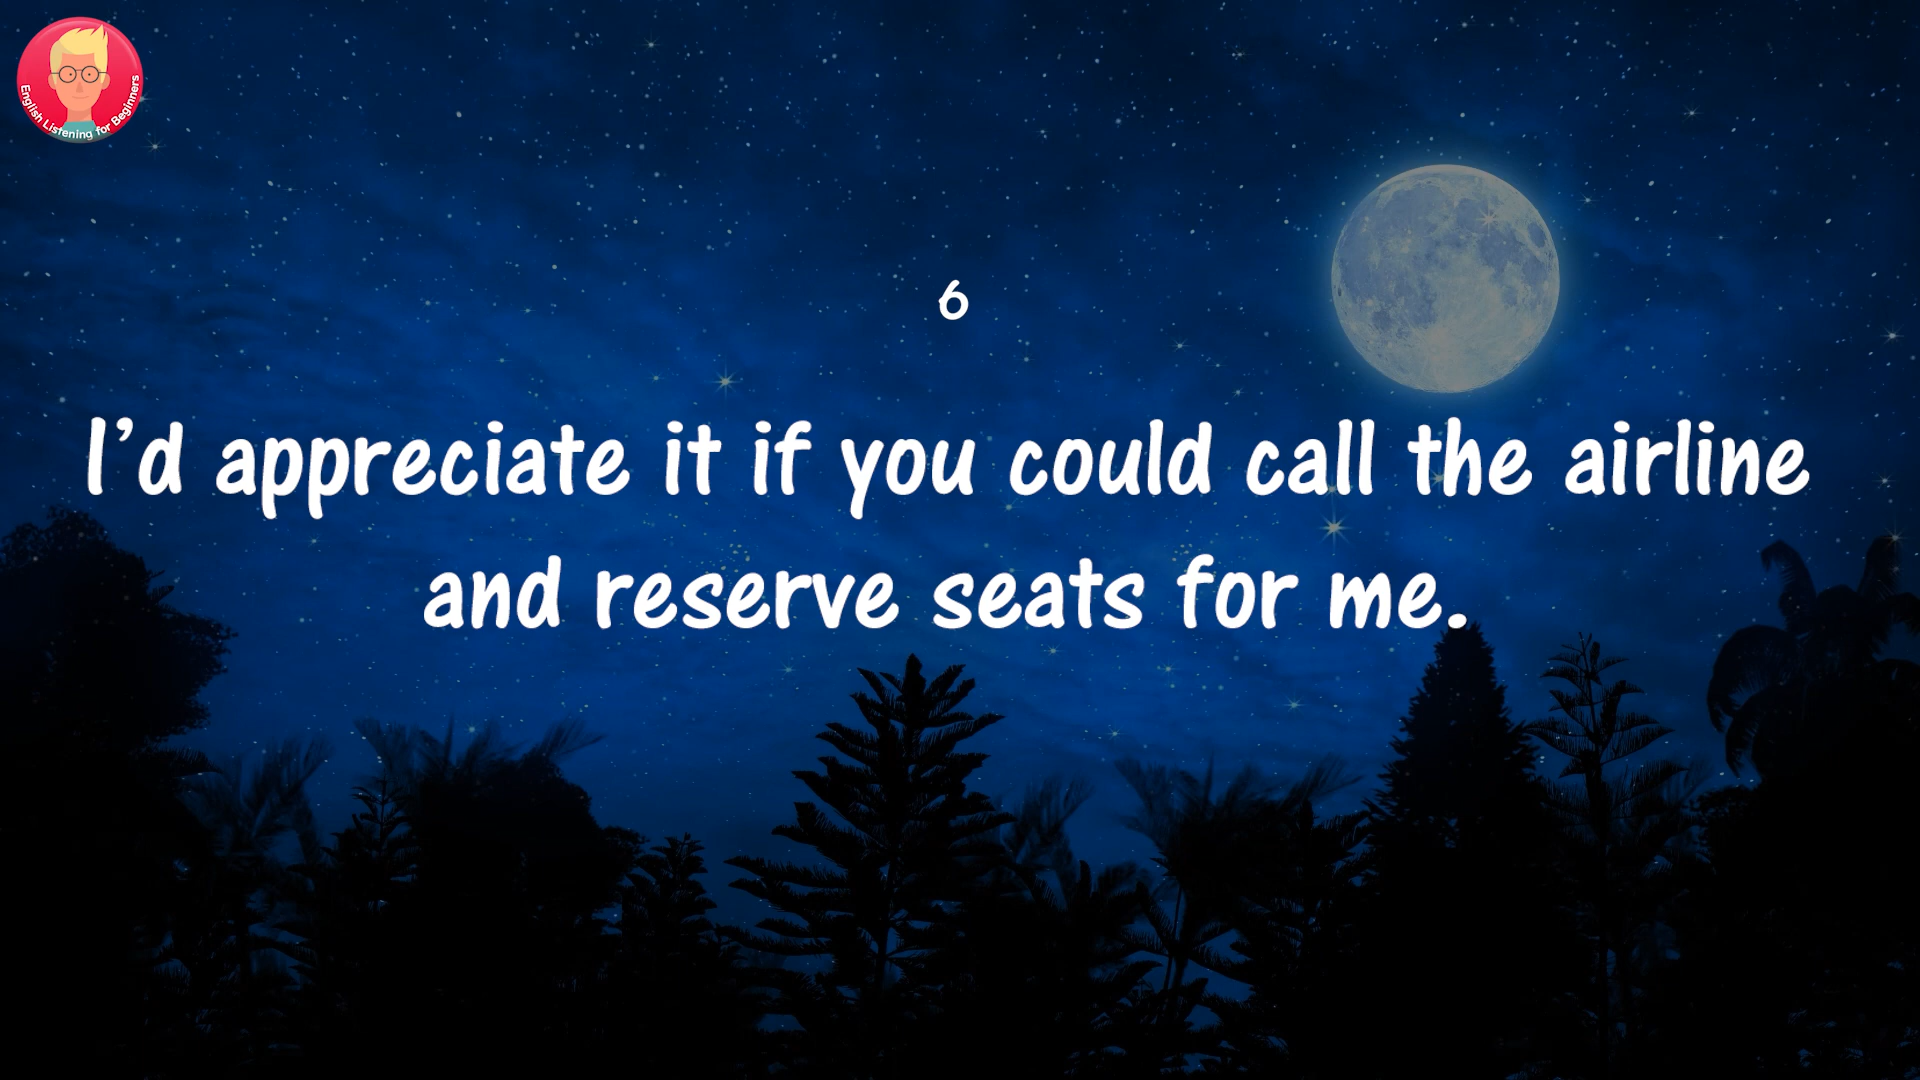 English Listening for Beginners
6
I’d appreciate it if you could call the airline
and reserve seats for me.